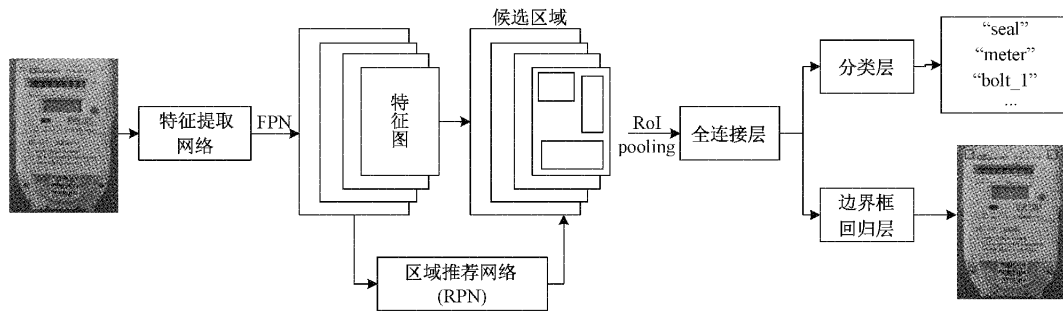 候选区域
特征提取
网络
FPN
特征图
RoI
pooling
全连接层
分类层
“seal”
“meter”
“bolt_1”
...
边界框
回归层
区域推荐网络
(RPN)